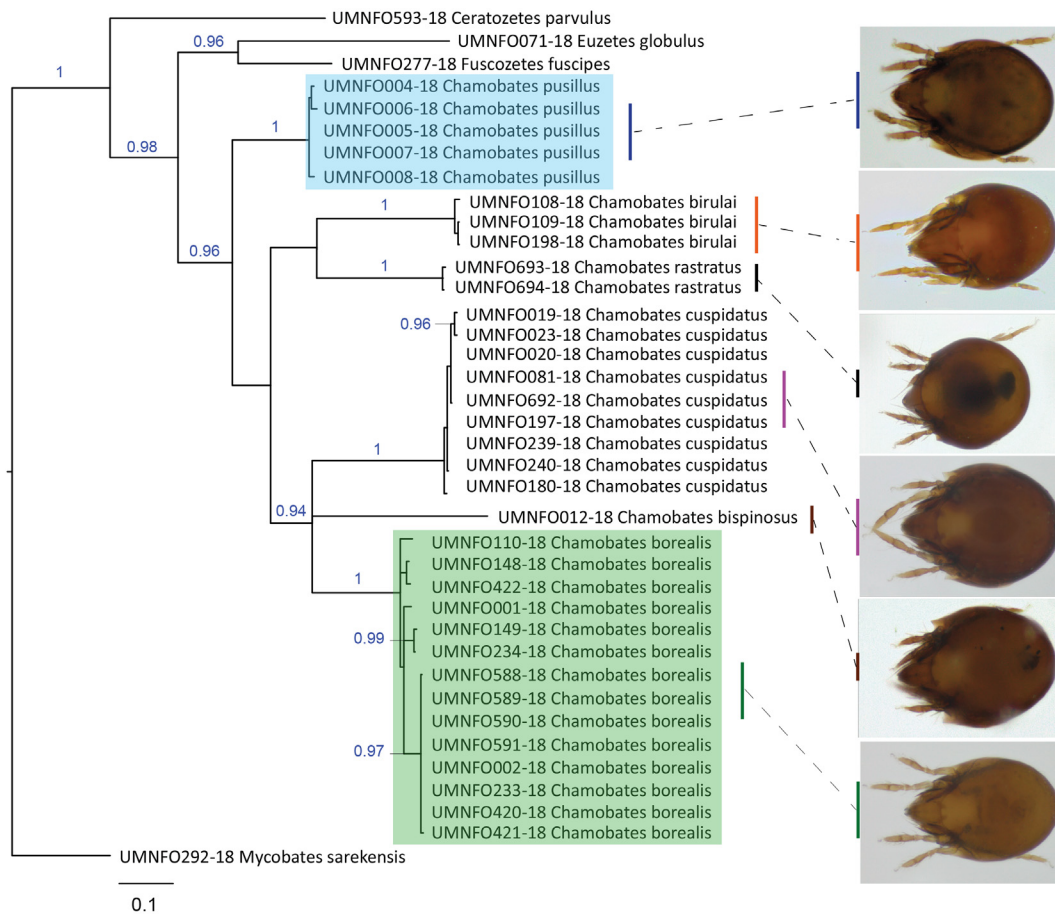 UMNFO593-18 Ceratozetes parvulus
0.96
UMNFO071-18 Euzetes globulus
1
UMNFO277-18 Fuscozetes fuscipes
UMNFO004-18 Chamobates pusillus
UMNFO006-18 Chamobates pusillus
1
UMNFO005-18 Chamobates pusillus
0.98
UMNFO007-18 Chamobates pusillus
UMNFO008-18 Chamobates pusillus
1
UMNFO108-18 Chamobates birulai
UMNFO109-18 Chamobates birulai
0.96
UMNFO198-18 Chamobates birulai
1
UMNFO693-18 Chamobates rastratus
UMNFO694-18 Chamobates rastratus
UMNFO019-18 Chamobates cuspidatus
0.96
UMNFO023-18 Chamobates cuspidatus
UMNFO020-18 Chamobates cuspidatus
UMNFO081-18 Chamobates cuspidatus
UMNFO692-18 Chamobates cuspidatus
UMNFO197-18 Chamobates cuspidatus
1
UMNFO239-18 Chamobates cuspidatus
UMNFO240-18 Chamobates cuspidatus
UMNFO180-18 Chamobates cuspidatus
0.94
UMNFO012-18 Chamobates bispinosus
UMNFO110-18 Chamobates borealis
UMNFO148-18 Chamobates borealis
1
UMNFO422-18 Chamobates borealis
UMNFO001-18 Chamobates borealis
UMNFO149-18 Chamobates borealis
0.99
UMNFO234-18 Chamobates borealis
UMNFO588-18 Chamobates borealis
UMNFO589-18 Chamobates borealis
UMNFO590-18 Chamobates borealis
UMNFO591-18 Chamobates borealis
0.97
UMNFO002-18 Chamobates borealis
UMNFO233-18 Chamobates borealis
UMNFO420-18 Chamobates borealis
UMNFO421-18 Chamobates borealis
UMNFO292-18 Mycobates sarekensis
0.1